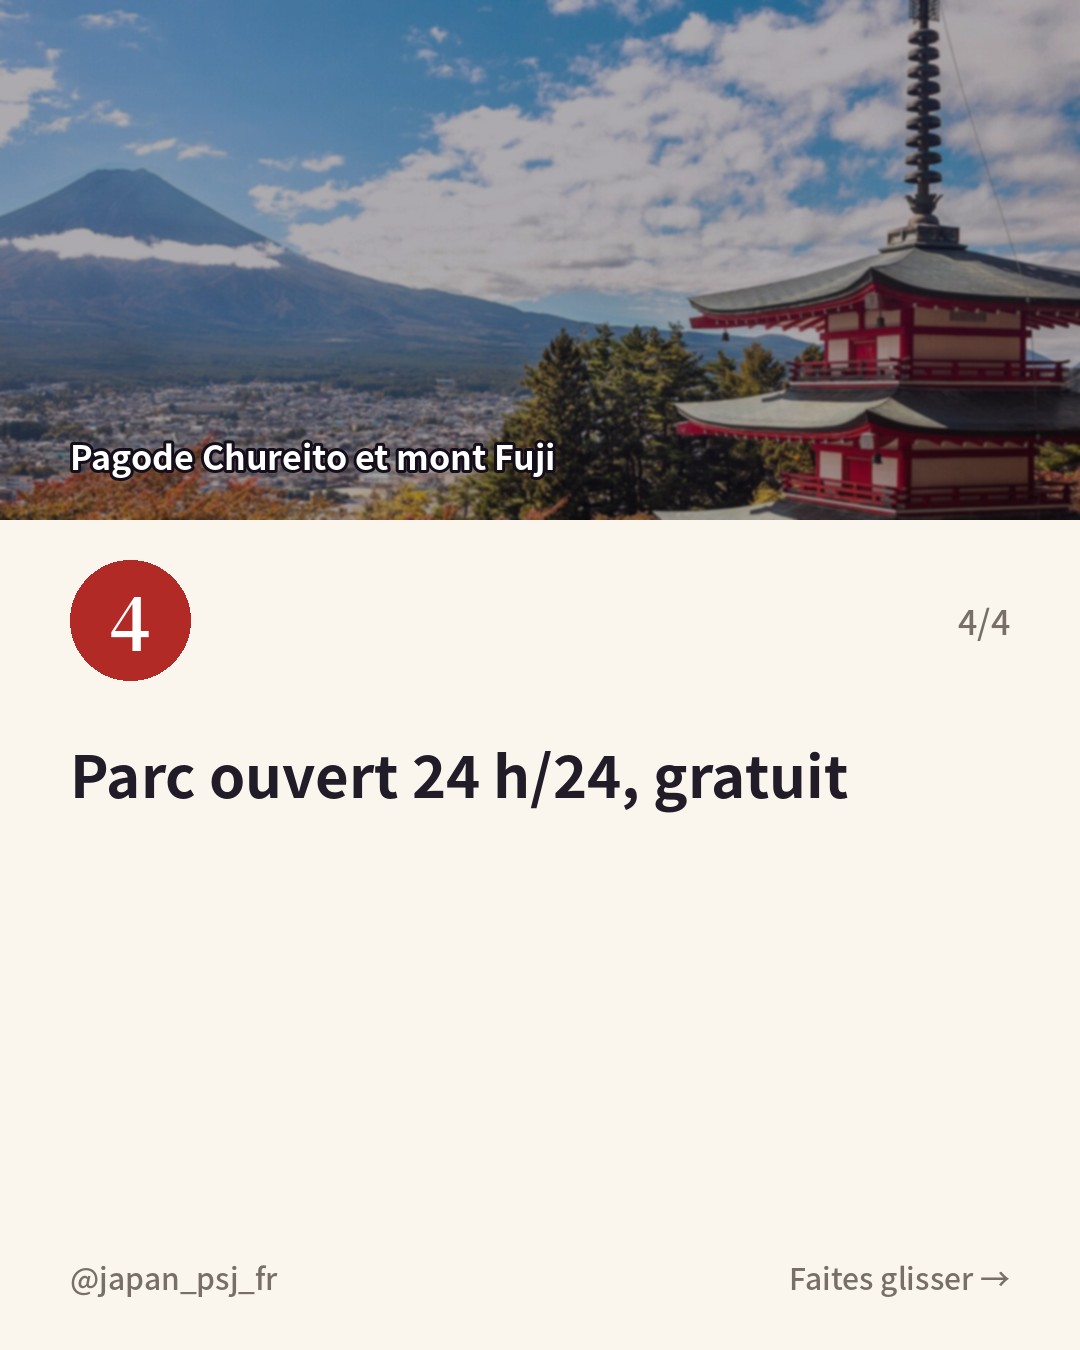 Pagode Chureito et mont Fuji
4
4/4
Parc ouvert 24 h/24, gratuit
@japan_psj_fr
Faites glisser →